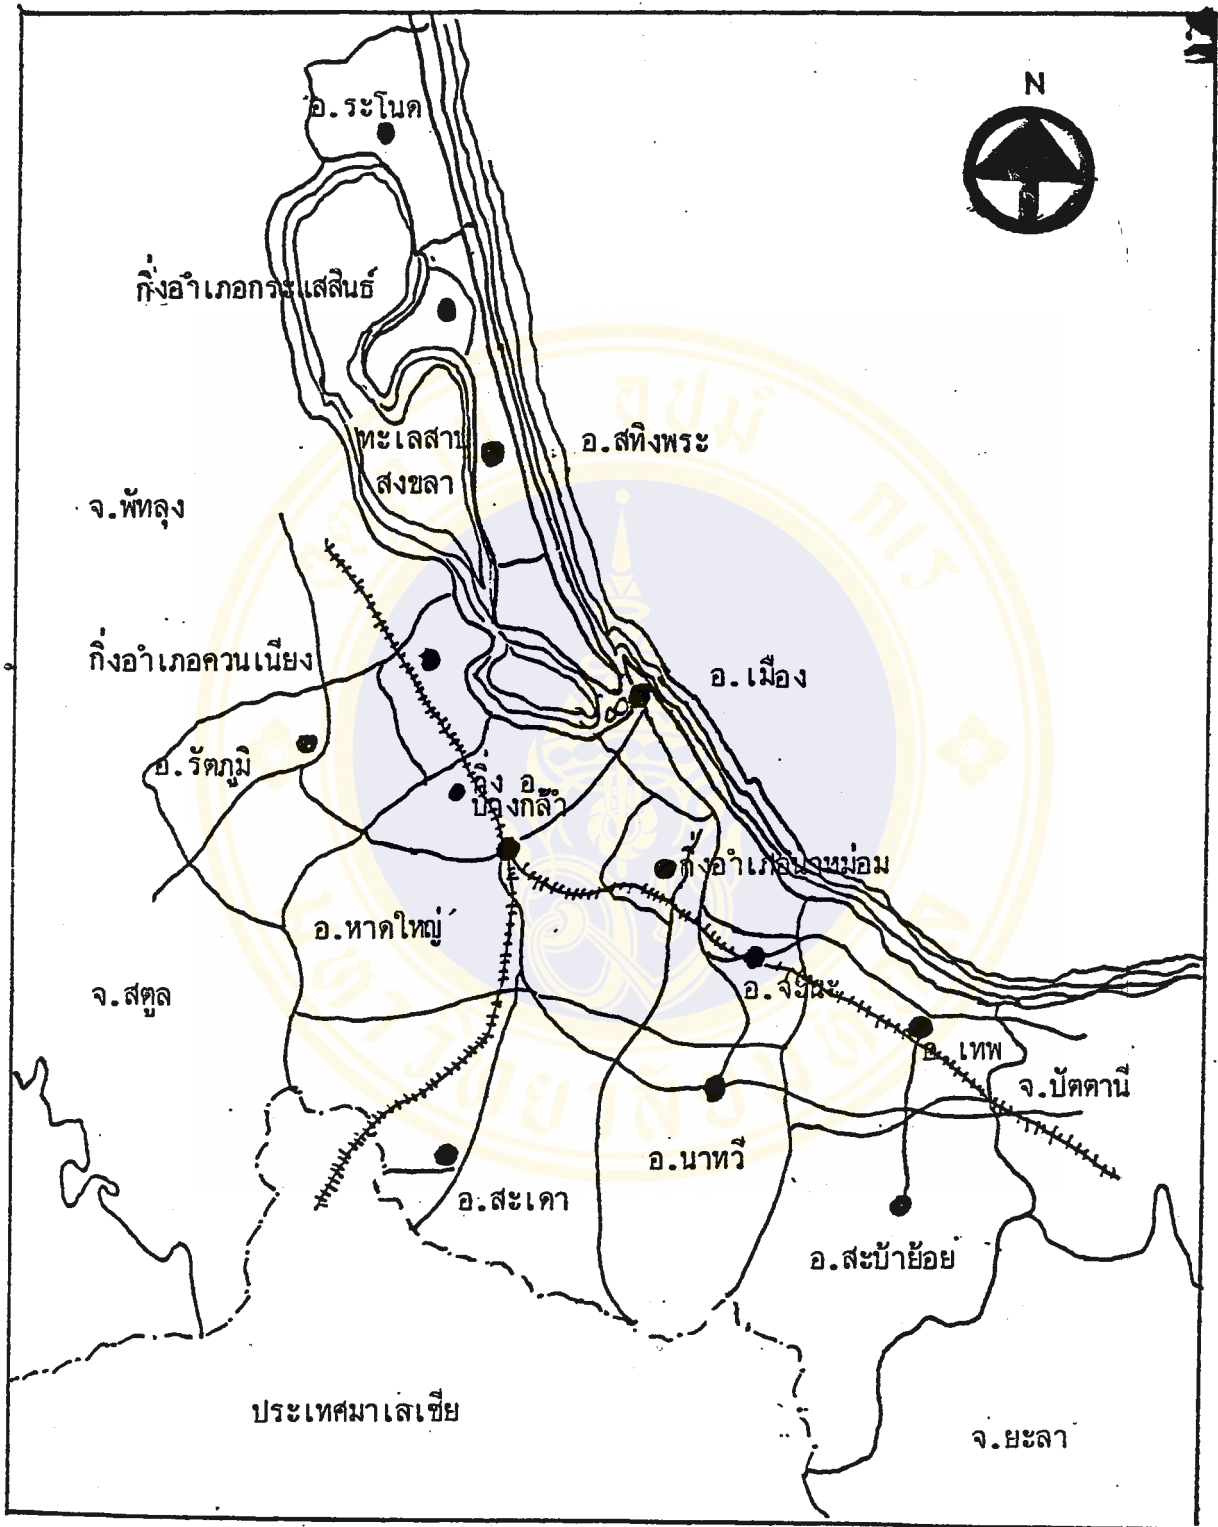 N
อ.ระโนด
กิ่งอำเภอกระแสสินธ์
ทะเลสาบ
สงขลา
อ.สทิงพระ
จ.พัทลุง
กิ่งอำเภอควนเนียง
อ.เมือง
อ.รัตภูมิ
กิ่ง อ.
บางกล่ำ
กิ่งอำเภอนาหม่อม
อ.หาดใหญ่
จ.สตูล
อ.จะนะ
อ. เทพ
จ.ปัตตานี
อ.นาทวี
อ.สะเดา
อ.สะบ้าย้อย
ประเทศมาเลเซีย
จ.ยะลา